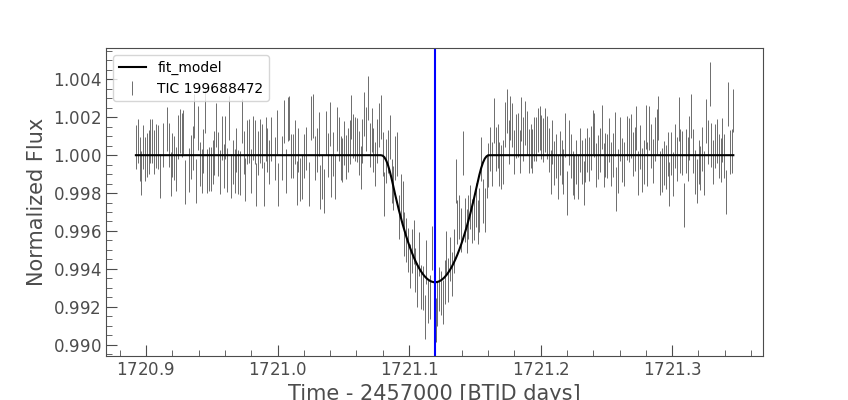 fit_model
TIC 199688472
Normalized Flux
1.004
1.002
1.000
0.998
0.996
0.994
0.992
0.990
1720.9 1721.0 1721.1 1721.2 1721.3
Time - 2457000 [BTJD days]